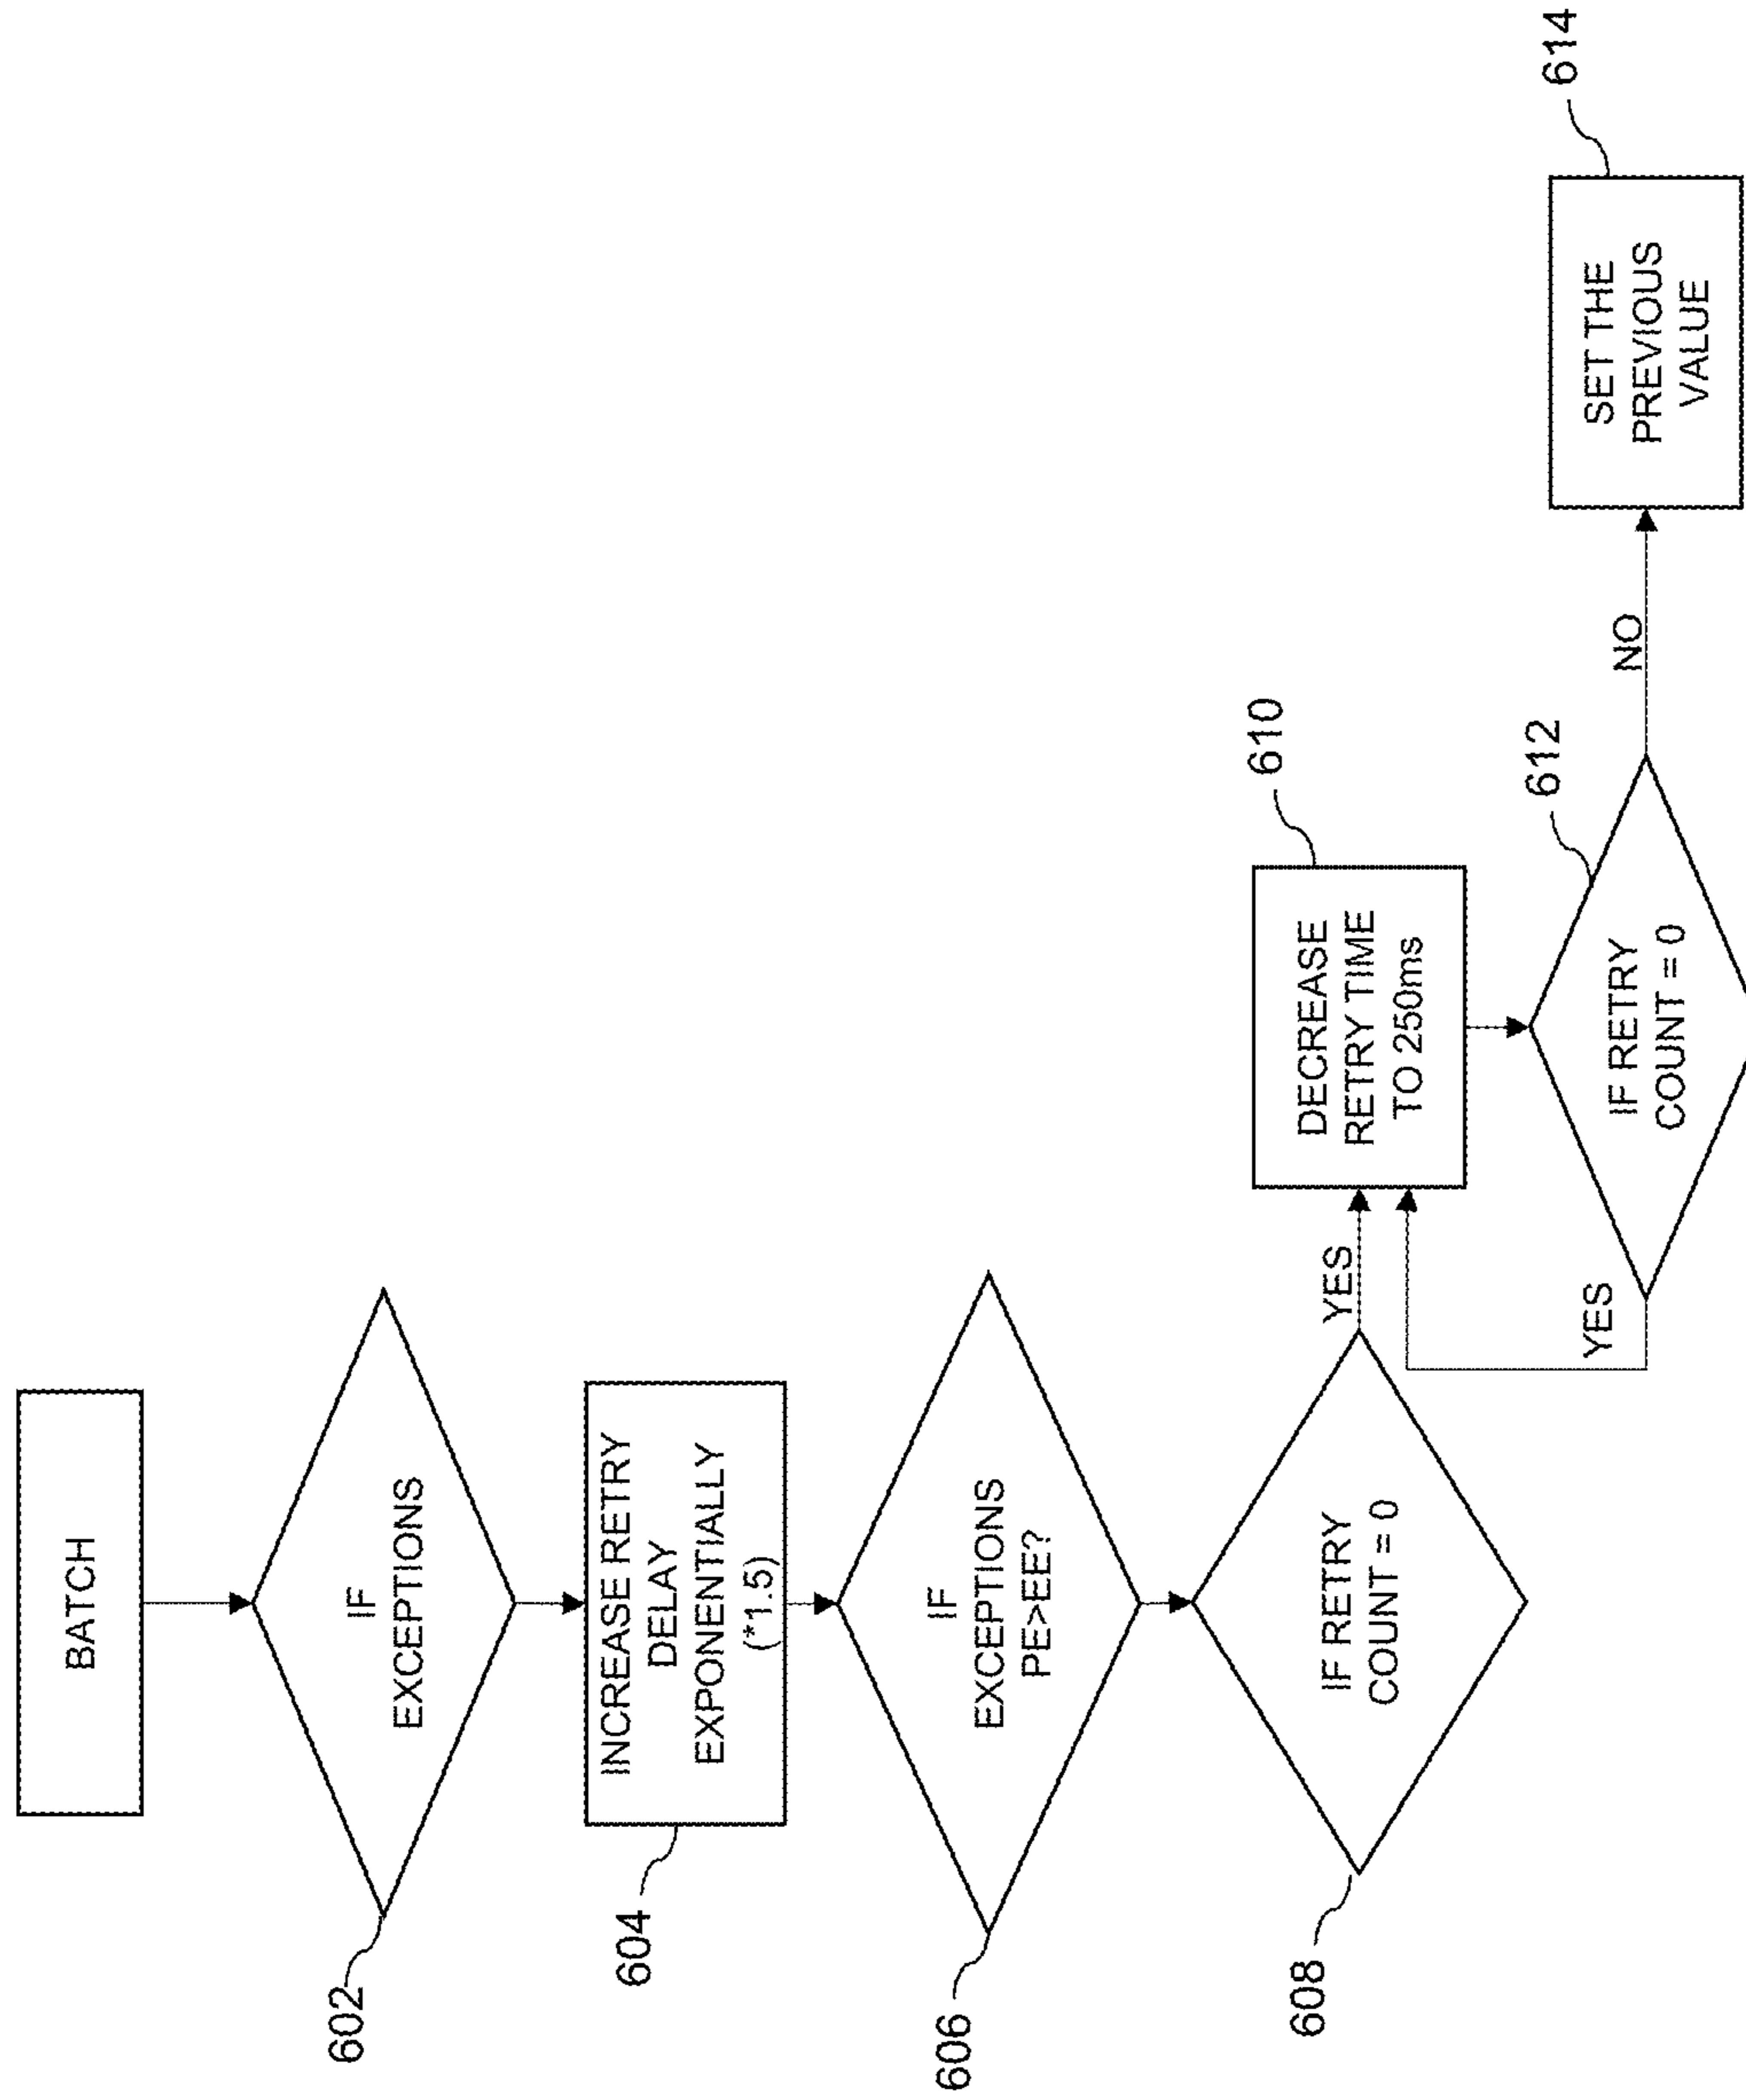 BATCH
602
IF
EXCEPTIONS
604
INCREASE RETRY
DELAY
EXPONENTIALLY
(*1.5)
606
IF
EXCEPTIONS
PE>EE?
608
IF RETRY
COUNT = 0
YES
610
DECREASE
RETRY TIME
TO 250ms
612
IF RETRY
COUNT = 0
YES
NO
614
SET THE
PREVIOUS
VALUE